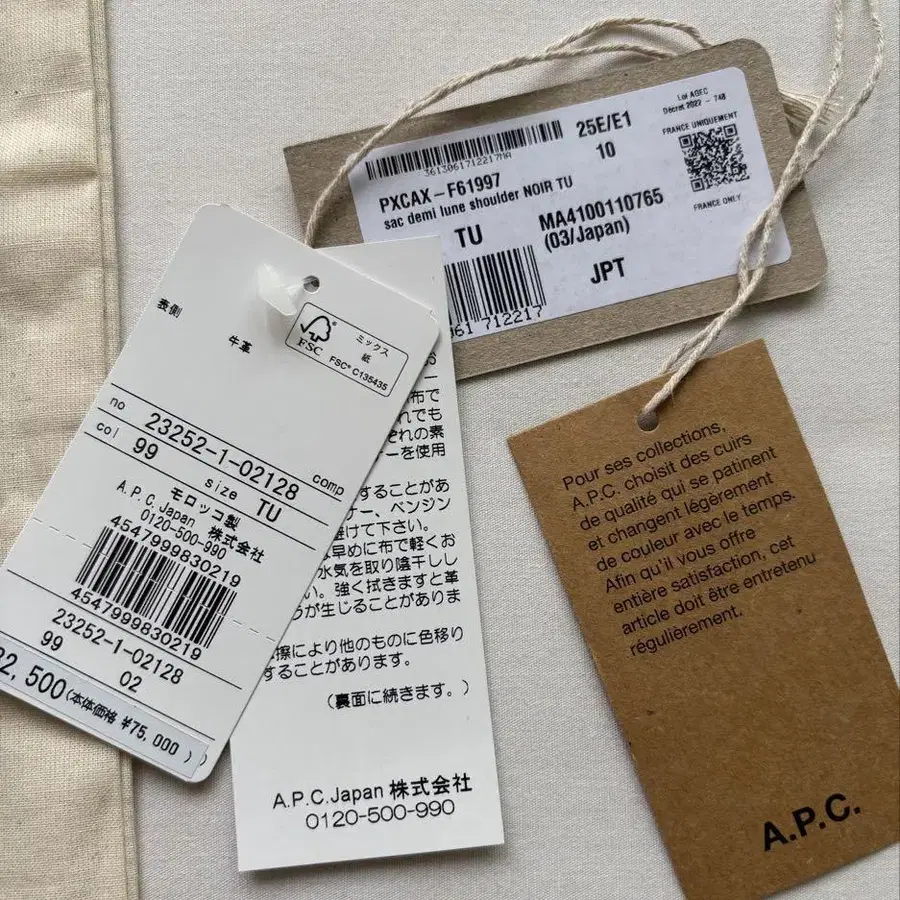 Loi AGEC
Décret 2022 - 748
FRANCE UNIQUEMENT
FRANCE ONLY
25E/E1
10
3613061712217MA
PXCAX-F61997
sac demi lune shoulder NOIR TU
TU
MA4100110765
(03/Japan)
JPT
061 712217
表側
牛革
FSC
ミックス
紙
FSC® C135435
no 23252-1-02128
col 99 size TU comp
モロッコ製
A.P.C. Japan 株式会社
0120-500-990
4547999830219
4547999830219
23252-1-02128
99 02
2,500(本体価格 ¥75,000)
布で
れでも
ぞれの素
ーを使用
することがあ
ナー、ベンジン
避けて下さい。
早めに布で軽くお
水気を取り陰干し
い。強く拭きますと革
が生じることがありま
擦により他のものに色移り
することがあります。
（裏面に続きます。）
A.P.C.Japan 株式会社
0120-500-990
Pour ses collections,
A.P.C. choisit des cuirs
de qualité qui se patinent
et changent légèrement
de couleur avec le temps.
Afin qu'il vous offre
entière satisfaction, cet
article doit être entretenu
régulièrement.
A.P.C.